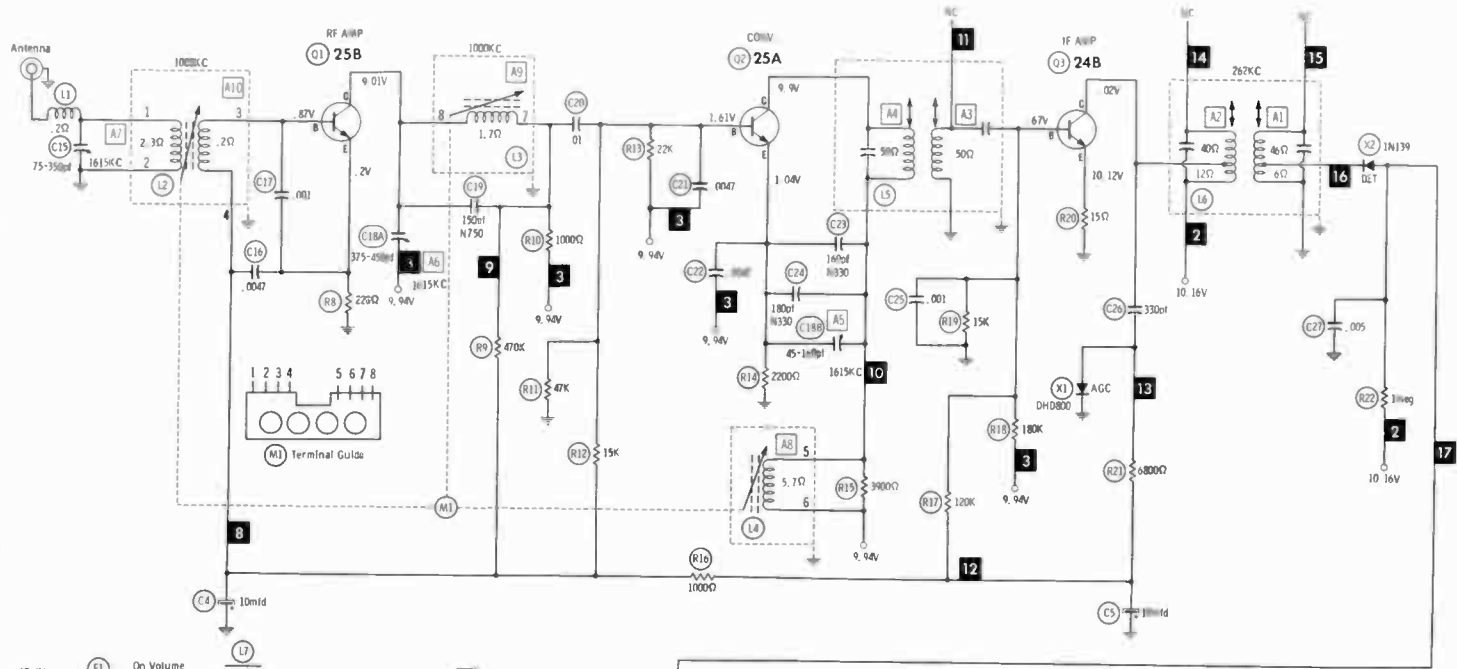 Antenna
L1
.2Ω
C15
75-350pf
1
A7
2.3Ω
1615KC
2
L2
A10
3
.2Ω
4
C17
.001
C16
.0047
.87V
B
RF AMP
Q1 25B
C
E
9.01V
.2V
R8
C18A
A6
1615KC
9.94V
1000KC
A9
8
1.7Ω
7
L3
C19
150pf
N750
9
R9
470K
R10
1000Ω
3
9.94V
R11
47K
R12
15K
C20
.01
R13
22K
C21
.0047
3
9.94V
CONV
Q2 25A
1.61V
B
C
E
9.9V
1.04V
C22
3
9.94V
C23
160pf
N330
C24
180pf
N330
C18B
A5
1615KC
R14
2200Ω
10
11
A4
50Ω
L5
A3
50Ω
A8
5
5.7Ω
6
L4
R15
3900Ω
9.94V
C25
.001
R19
15K
R18
180K
3
9.94V
R17
120K
12
IF AMP
Q3 24B
.67V
B
C
E
.02V
10.12V
R20
15Ω
C26
330pf
X1
AGC
DHD800
13
R21
6800Ω
NC
14
NC
15
262KC
A2
40Ω
12Ω
A1
46Ω
6Ω
L6
2
10.16V
16
X2
1N139
DET
C27
.005
R22
2
10.16V
17
1 2 3 4 5 6 7 8
M1 Terminal Guide
M1
8
R16
1000Ω
C4
10mfd
C5
On Volume
L7